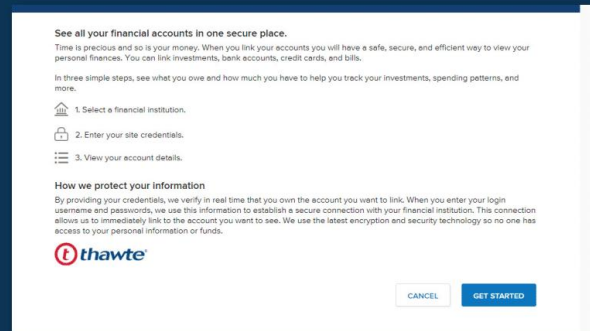 See all your financial accounts in one secure place.
Time is precious and so is your money. When you link your accounts you will have a safe, secure, and efficient way to view your
personal finances. You can link investments, bank accounts, credit cards, and bills.
In three simple steps, see what you owe and how much you have to help you track your investments, spending patterns, and
more.
1. Select a financial institution.
2. Enter your site credentials.
3. View your account details.
How we protect your information
By providing your credentials, we verify in real time that you own the account you want to link. When you enter your login
username and passwords, we use this information to establish a secure connection with your financial institution. This connection
allows us to immediately link to the account you want to see. We use the latest encryption and security technology so no one has
access to your personal information or funds.
t thawte
CANCEL GET STARTED